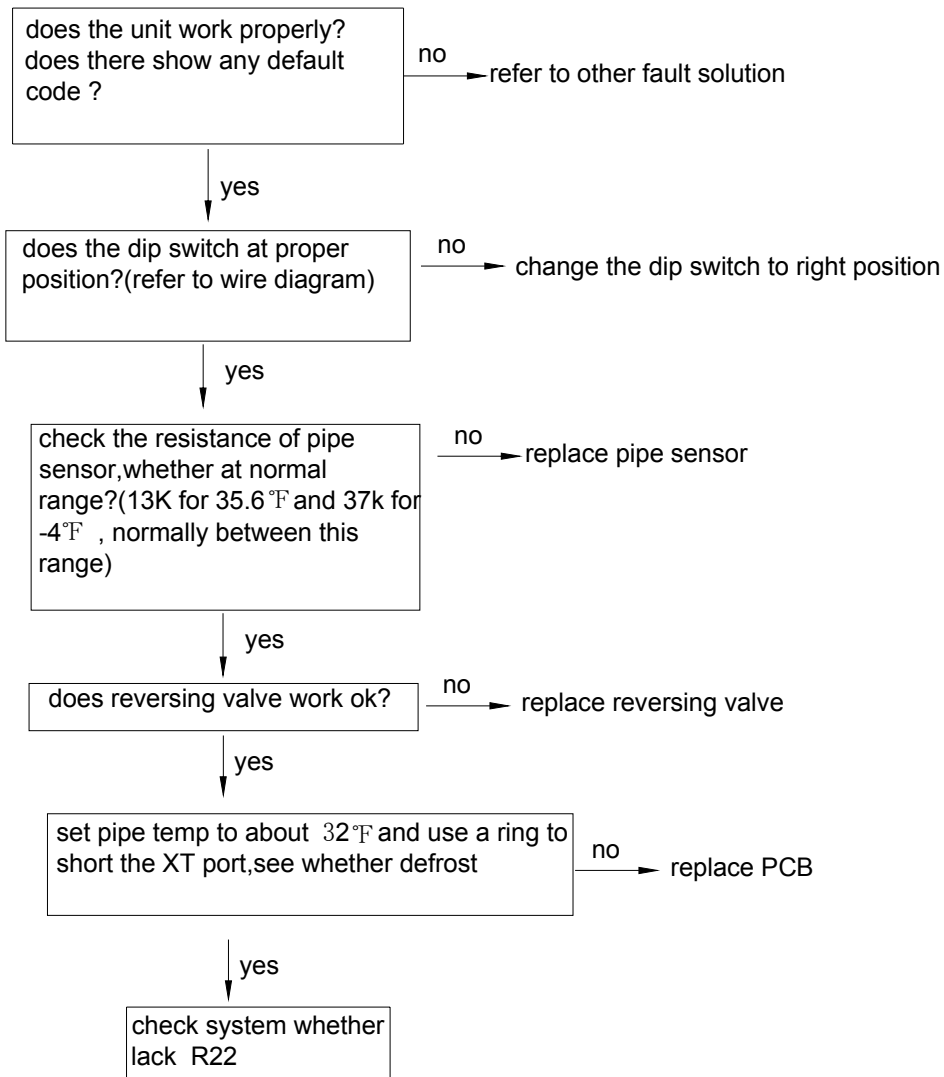 does the unit work properly?
does there show any default
code ?
no
refer to other fault solution
yes
does the dip switch at proper
position?(refer to wire diagram)
no
change the dip switch to right position
yes
check the resistance of pipe
sensor,whether at normal
range?(13K for 35.6℉ and 37k for
-4℉ , normally between this
range)
no
replace pipe sensor
yes
does reversing valve work ok?
no
replace reversing valve
yes
set pipe temp to about 32℉ and use a ring to
short the XT port,see whether defrost
no
replace PCB
yes
check system whether
lack R22